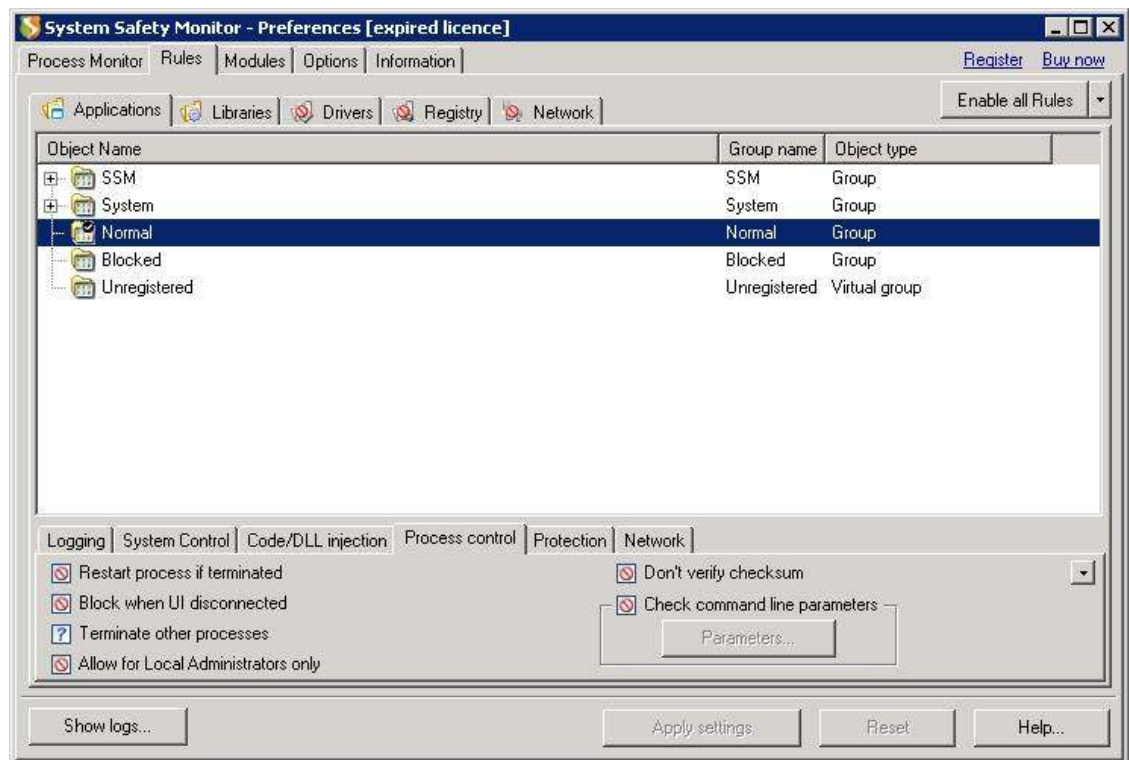 System Safety Monitor - Preferences [expired licence]
Process Monitor Rules Modules Options Information Register Buy now
Applications Libraries Drivers Registry Network Enable all Rules
Object Name Group name Object type
SSM SSM Group
System System Group
Normal Normal Group
Blocked Blocked Group
Unregistered Unregistered Virtual group
Logging System Control Code/DLL injection Process control Protection Network
Restart process if terminated Don't verify checksum
Block when UI disconnected Check command line parameters
Terminate other processes Parameters...
Allow for Local Administrators only
Show logs... Apply settings Reset Help...